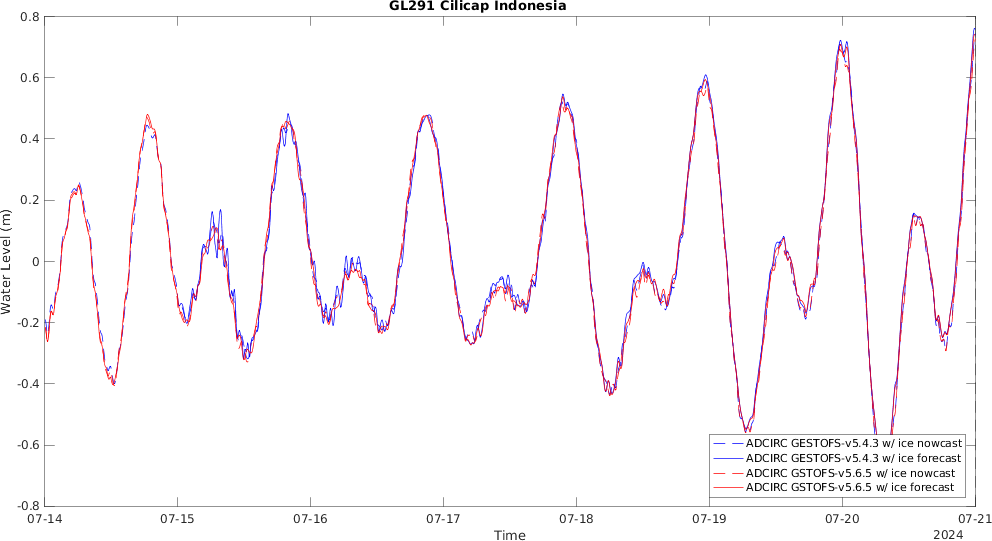 GL291 Cilicap Indonesia
Water Level (m)
0.8
0.6
0.4
0.2
0
-0.2
-0.4
-0.6
-0.8
ADCIRC GESTOFS-v5.4.3 w/ ice nowcast
ADCIRC GESTOFS-v5.4.3 w/ ice forecast
ADCIRC GSTOFS-v5.6.5 w/ ice nowcast
ADCIRC GSTOFS-v5.6.5 w/ ice forecast
07-14 07-15 07-16 07-17 07-18 07-19 07-20 07-21
Time
2024